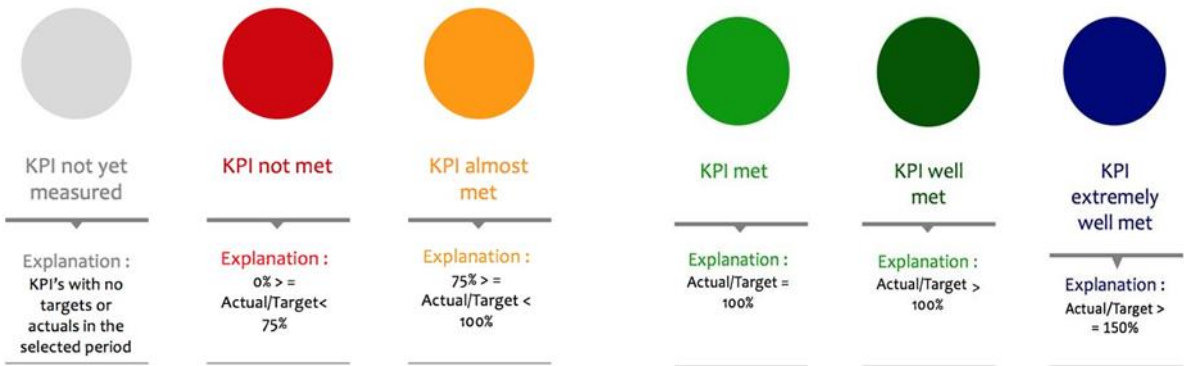 KPI not yet
measured
Explanation :
KPI's with no
targets or
actuals in the
selected period
KPI not met
Explanation :
0% > =
Actual/Target<
75%
KPI almost
met
Explanation :
75% > =
Actual/Target <
100%
KPI met
Explanation :
Actual/Target =
100%
KPI well
met
Explanation :
Actual/Target >
100%
KPI
extremely
well met
Explanation :
Actual/Target >
= 150%